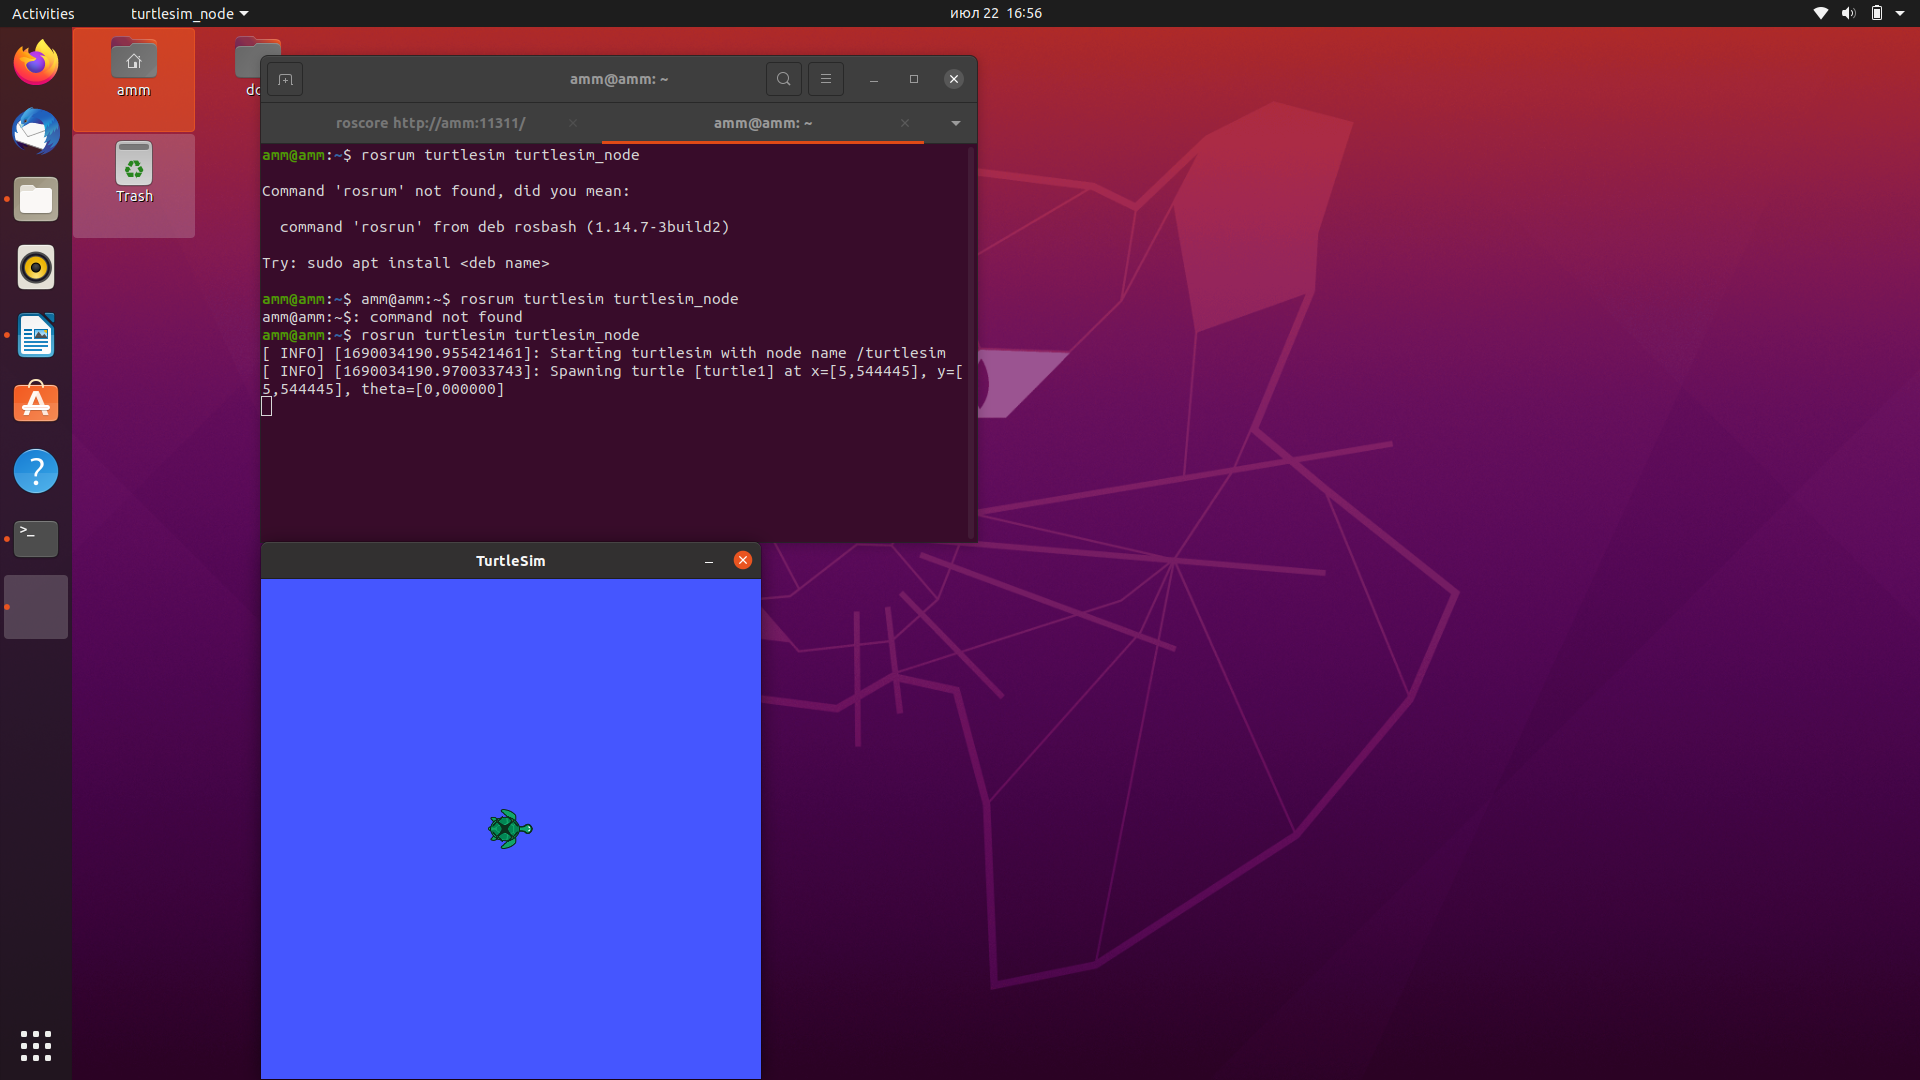 Activities
turtlesim_node
июл 22 16:56
amm
Trash
amm@amm: ~
roscore http://amm:11311/
amm@amm: ~
amm@amm:~$ rosrum turtlesim turtlesim_node
Command 'rosrum' not found, did you mean:
command 'rosrun' from deb rosbash (1.14.7-3build2)
Try: sudo apt install <deb name>
amm@amm:~$ amm@amm:~$ rosrum turtlesim turtlesim_node
amm@amm:~$: command not found
amm@amm:~$ rosrun turtlesim turtlesim_node
[ INFO] [1690034190.955421461]: Starting turtlesim with node name /turtlesim
[ INFO] [1690034190.970033743]: Spawning turtle [turtle1] at x=[5,544445], y=[
5,544445], theta=[0,000000]
TurtleSim